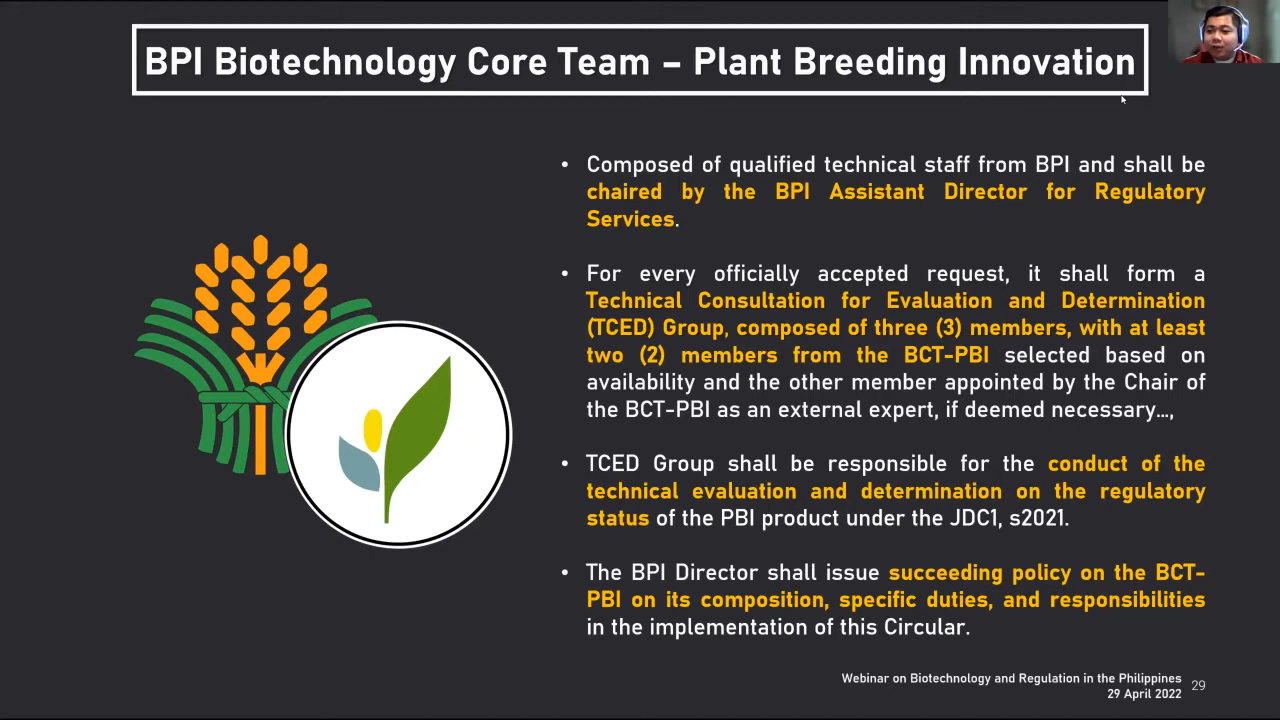 BPI Biotechnology Core Team – Plant Breeding Innovation
• Composed of qualified technical staff from BPI and shall be
chaired by the BPI Assistant Director for Regulatory
Services.
• For every officially accepted request, it shall form a
Technical Consultation for Evaluation and Determination
(TCED) Group, composed of three (3) members, with at least
two (2) members from the BCT-PBI selected based on
availability and the other member appointed by the Chair of
the BCT-PBI as an external expert, if deemed necessary…,
• TCED Group shall be responsible for the conduct of the
technical evaluation and determination on the regulatory
status of the PBI product under the JDC1, s2021.
• The BPI Director shall issue succeeding policy on the BCT-
PBI on its composition, specific duties, and responsibilities
in the implementation of this Circular.
Webinar on Biotechnology and Regulation in the Philippines
29 April 2022
29